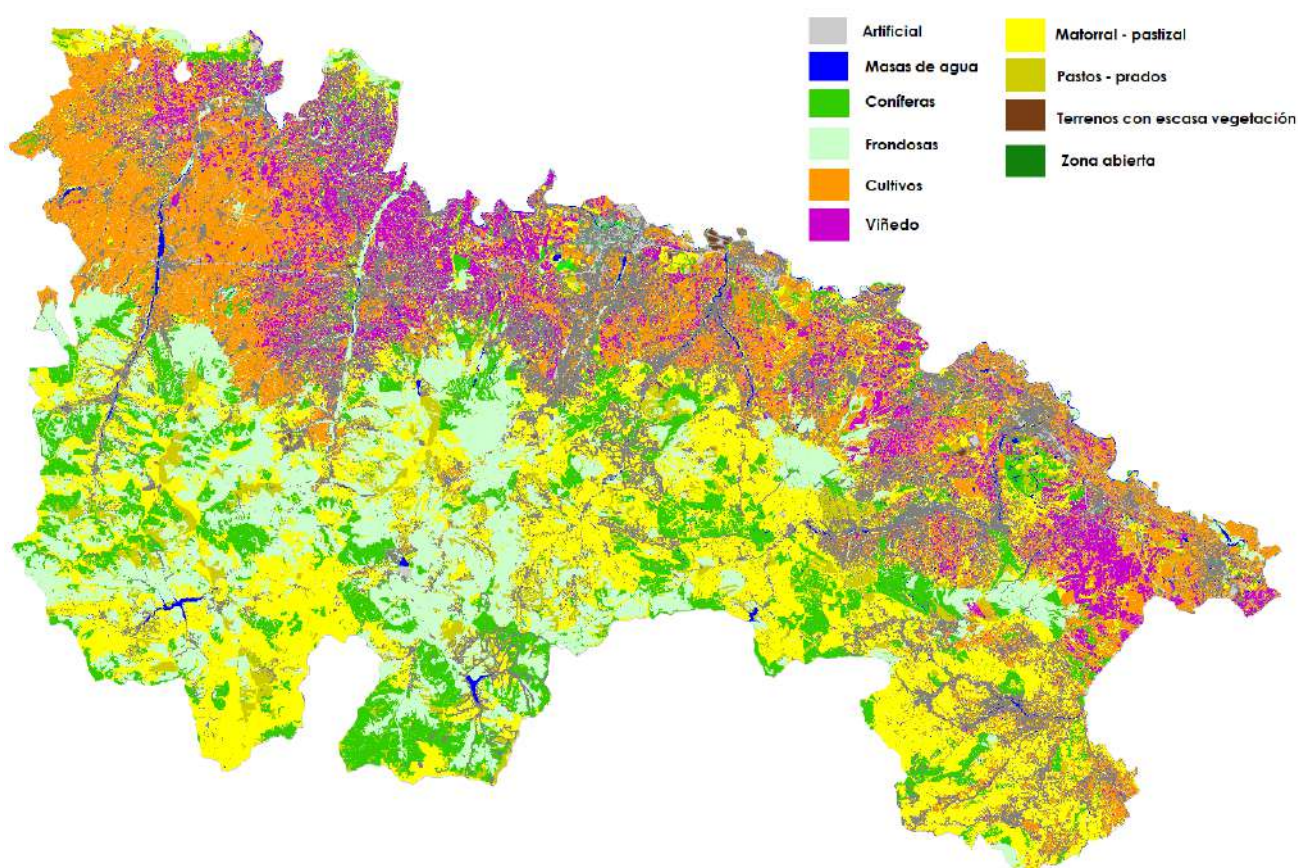 Artificial
Masas de agua
Coníferas
Frondosas
Cultivos
Viñedo
Matorral - pastizal
Pastos - prados
Terrenos con escasa vegetación
Zona abierta